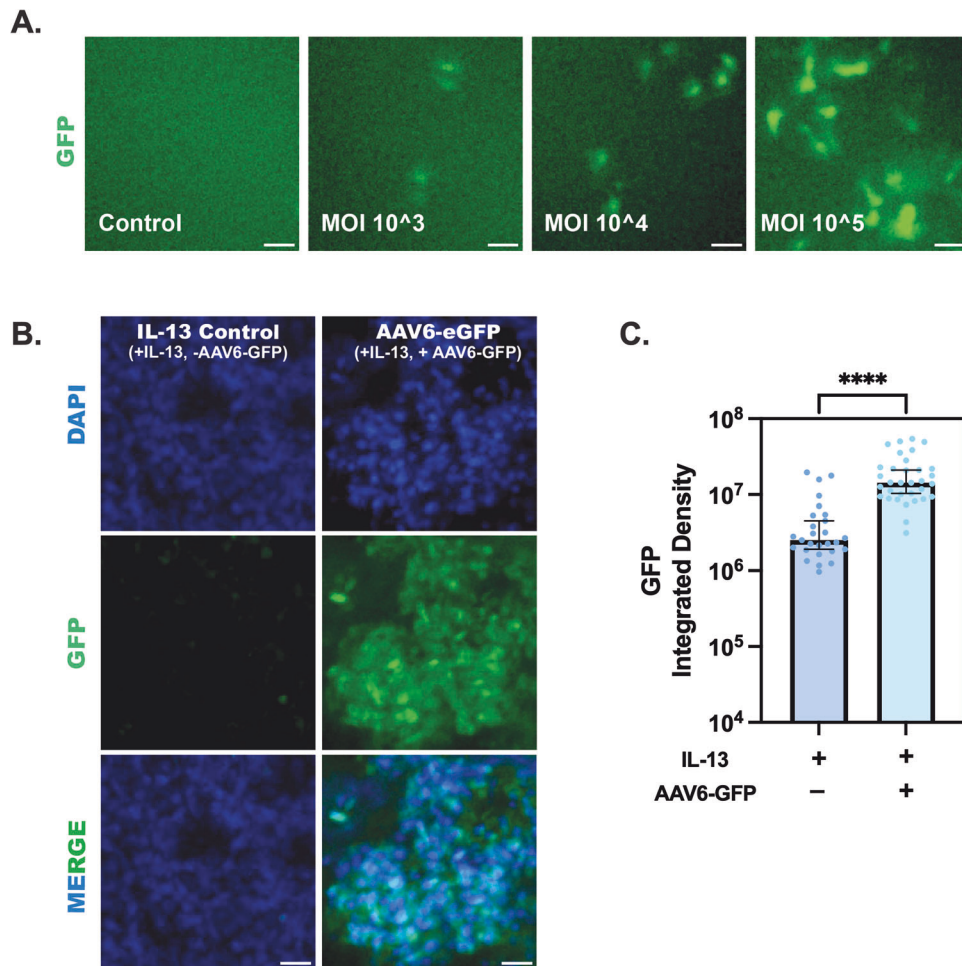 A.
GFP
Control
MOI 10^3
MOI 10^4
MOI 10^5
B.
IL-13 Control
(+IL-13, -AAV6-GFP)
AAV6-eGFP
(+IL-13, + AAV6-GFP)
DAPI
GFP
MERGE
C.
****
GFP
Integrated Density
10^8
10^7
10^6
10^5
10^4
IL-13 + +
AAV6-GFP – +